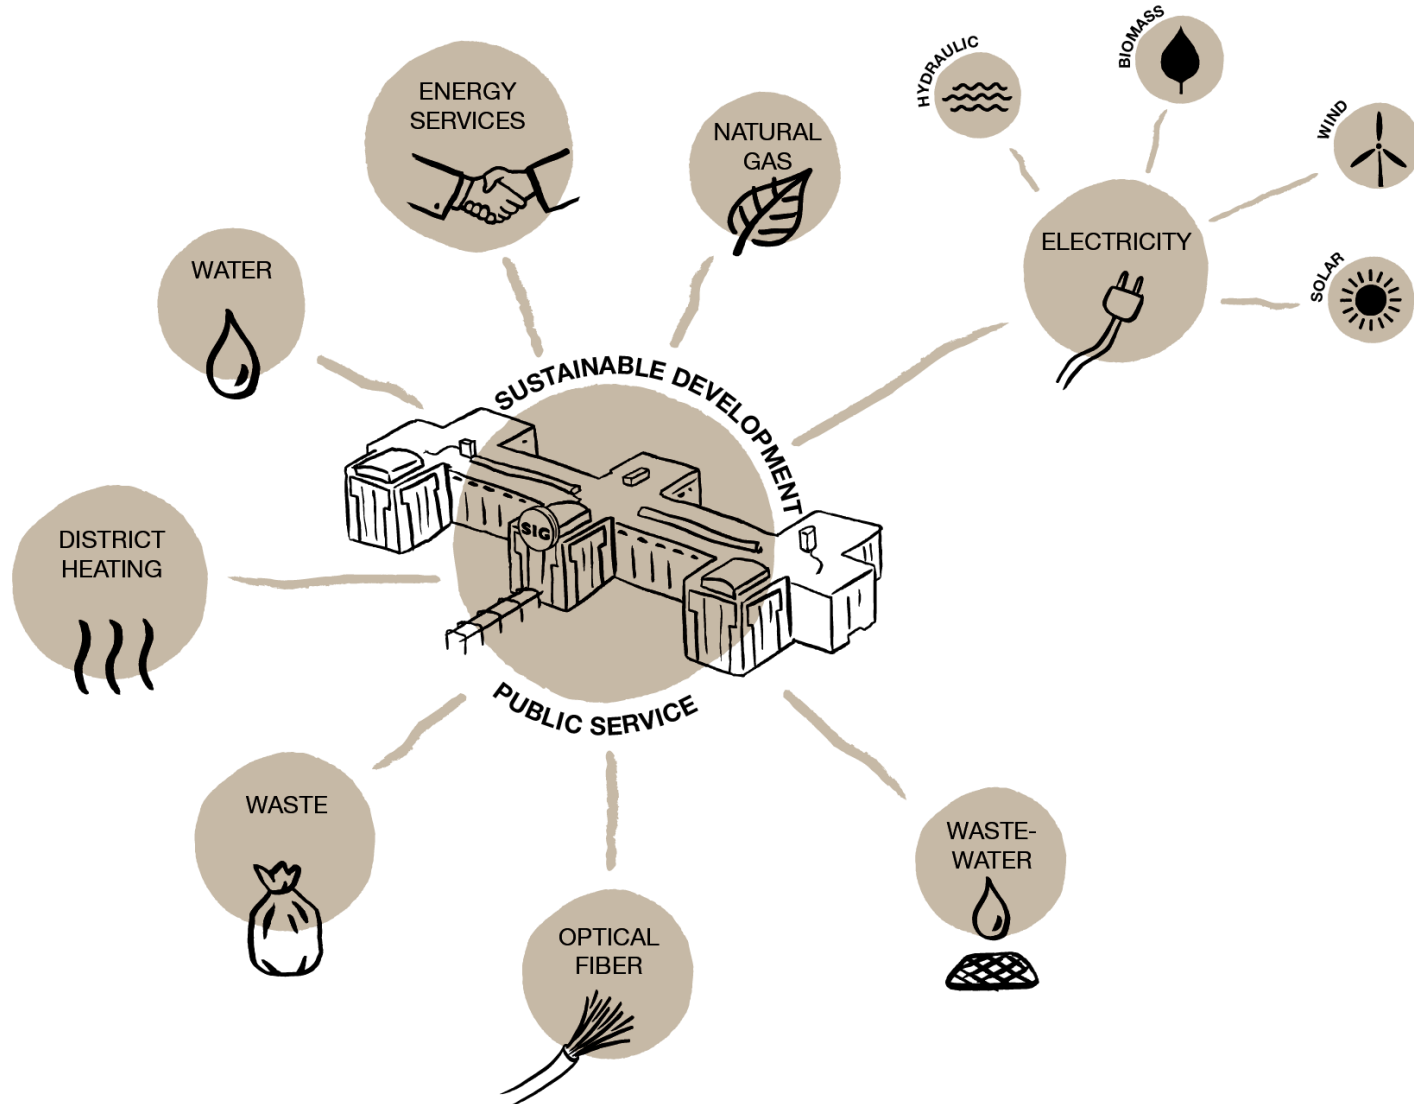 ENERGY
SERVICES
NATURAL
GAS
HYDRAULIC
BIOMASS
WIND
SOLAR
ELECTRICITY
WATER
SUSTAINABLE DEVELOPMENT
SIG
PUBLIC SERVICE
DISTRICT
HEATING
WASTE
OPTICAL
FIBER
WASTE-
WATER